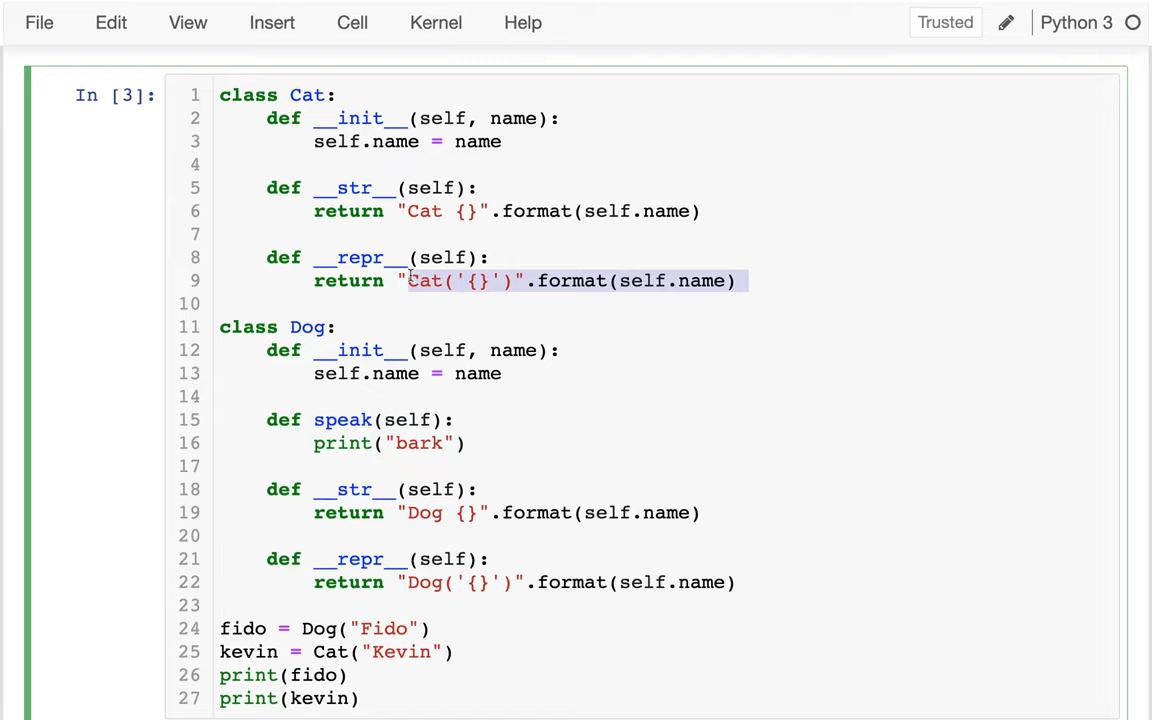 File Edit View Insert Cell Kernel Help Trusted Python 3
In [3]:
1 class Cat:
2     def __init__(self, name):
3         self.name = name
4
5     def __str__(self):
6         return "Cat {}".format(self.name)
7
8     def __repr__(self):
9         return "Cat('{}')".format(self.name)
10
11 class Dog:
12     def __init__(self, name):
13         self.name = name
14
15     def speak(self):
16         print("bark")
17
18     def __str__(self):
19         return "Dog {}".format(self.name)
20
21     def __repr__(self):
22         return "Dog('{}')".format(self.name)
23
24 fido = Dog("Fido")
25 kevin = Cat("Kevin")
26 print(fido)
27 print(kevin)